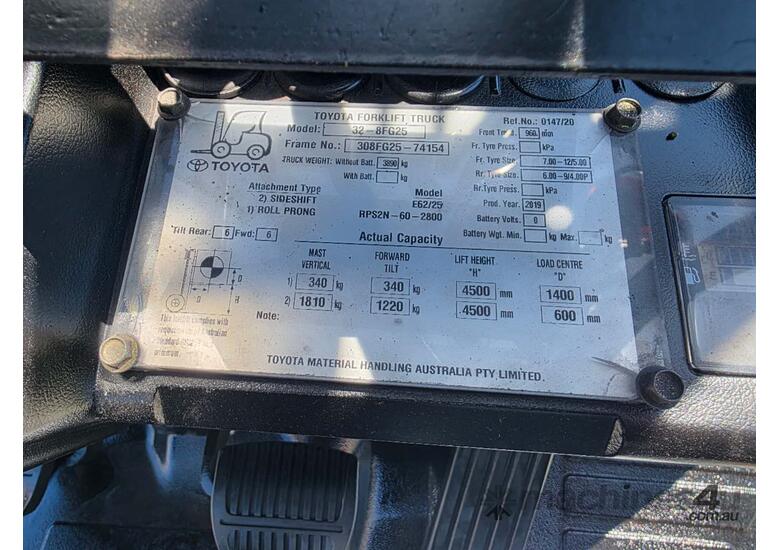 TOYOTA FORKLIFT TRUCK
Ref.No.: 0147/20
Model: 32-8FG25
Front Tread 960 mm
Frame No.: 308FG25-74154
Fr. Tyre Press. kPa
TOYOTA
TRUCK WEIGHT: Without Batt. 3890 kg
Fr. Tyre Size 7.00-12/5.00
With Batt. kg
Rr. Tyre Size 6.00-9/4.00P
Rr.Tyre Press kPa
Attachment Type Model
Prod. Year 2019
2) SIDESHIFT E62/25
Battery Volts. 0
1) ROLL PRONG RPS2N-60-2800
Battery Wgt. Min. kg Max. kg
Tilt Rear: 6 Fwd: 6
Actual Capacity
MAST VERTICAL
FORWARD TILT
LIFT HEIGHT "H"
LOAD CENTRE "D"
1) 340 kg 340 kg 4500 mm 1400 mm
2) 1810 kg 1220 kg 4500 mm 600 mm
D
D
H
Note:
TOYOTA MATERIAL HANDLING AUSTRALIA PTY LIMITED.
machines4u
.com.au